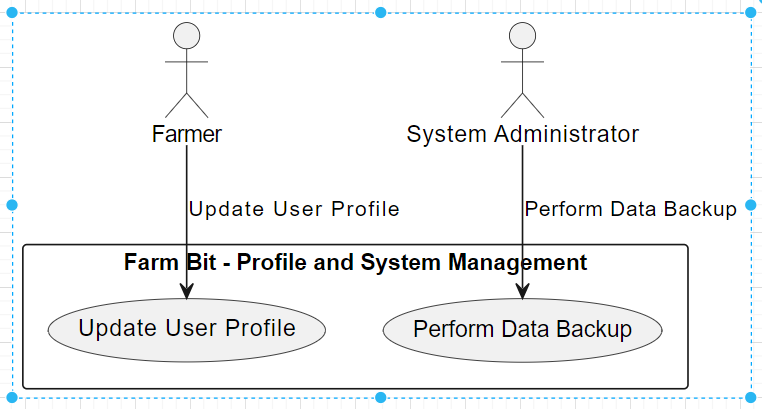 Farmer
System Administrator
Update User Profile
Perform Data Backup
Farm Bit - Profile and System Management
Update User Profile
Perform Data Backup